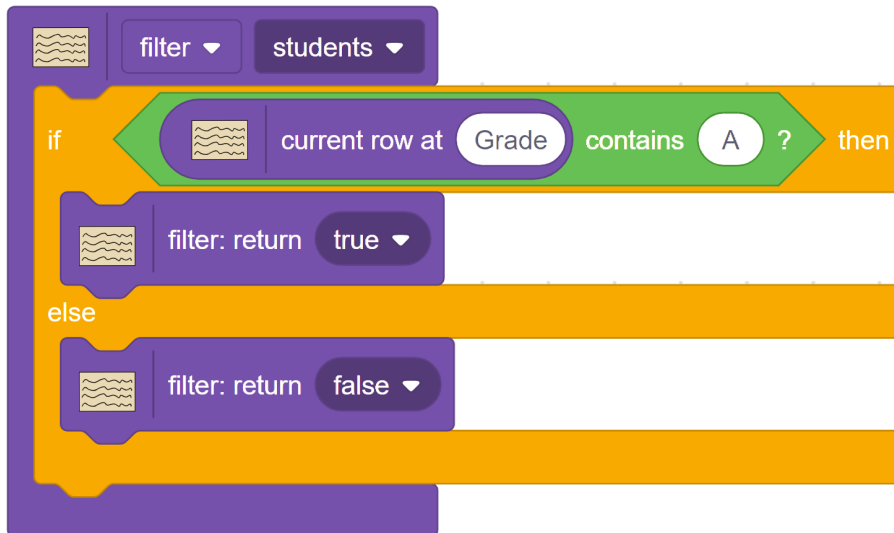 filter students
if current row at Grade contains A ? then
filter: return true
else
filter: return false